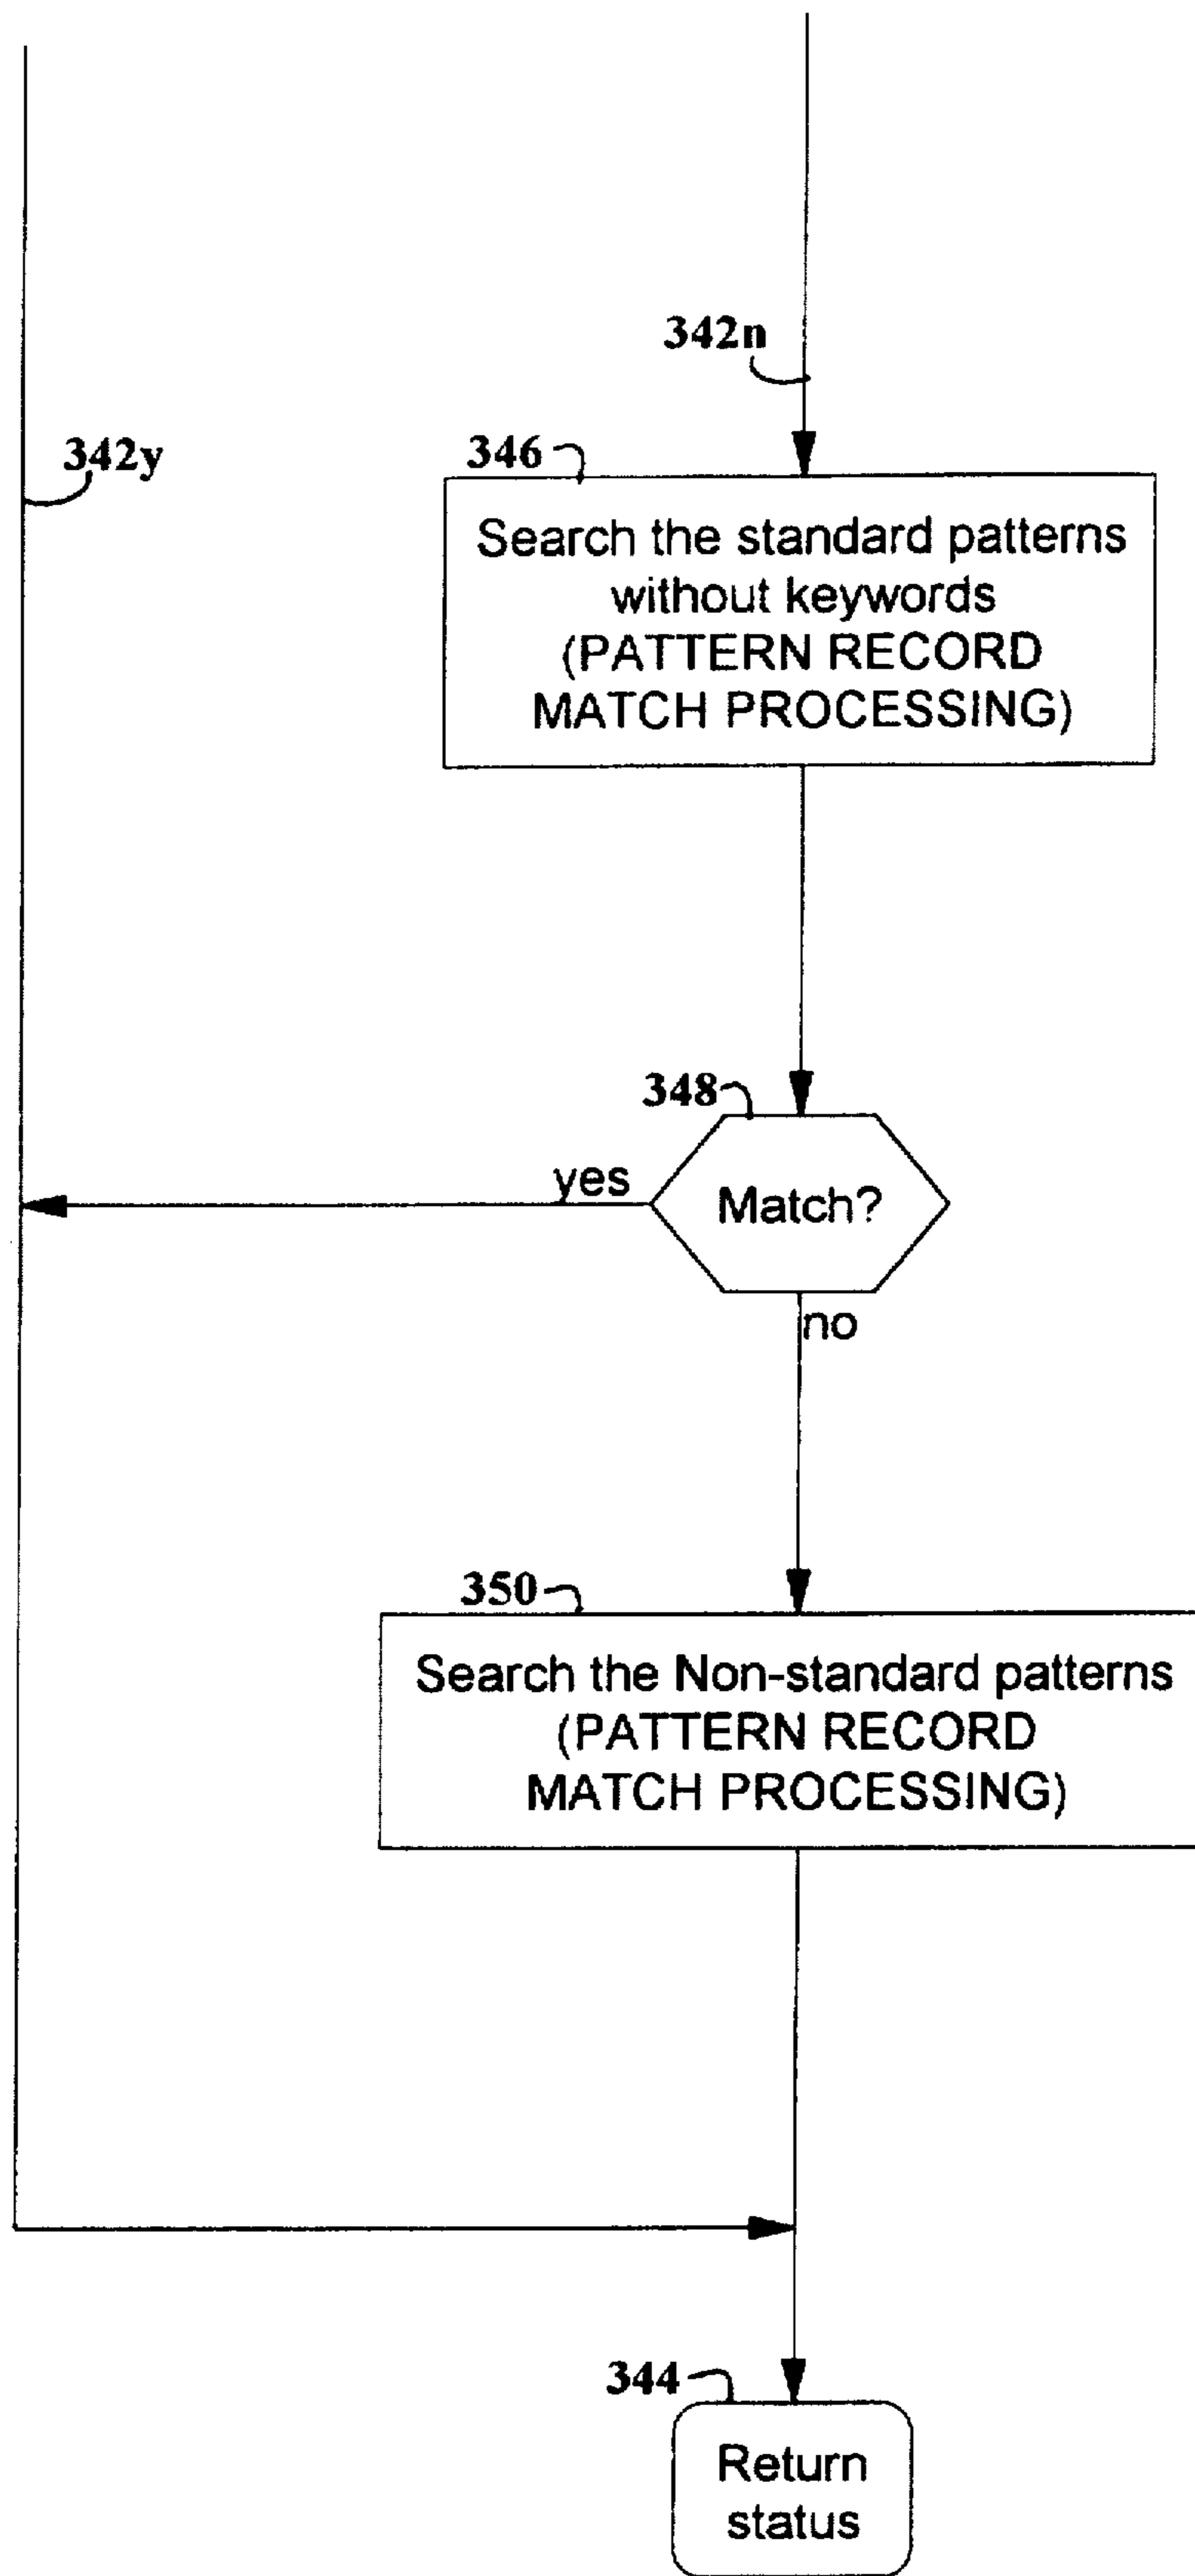 342n
342y
346
Search the standard patterns
without keywords
(PATTERN RECORD
MATCH PROCESSING)
348
yes
Match?
no
350
Search the Non-standard patterns
(PATTERN RECORD
MATCH PROCESSING)
344
Return
status